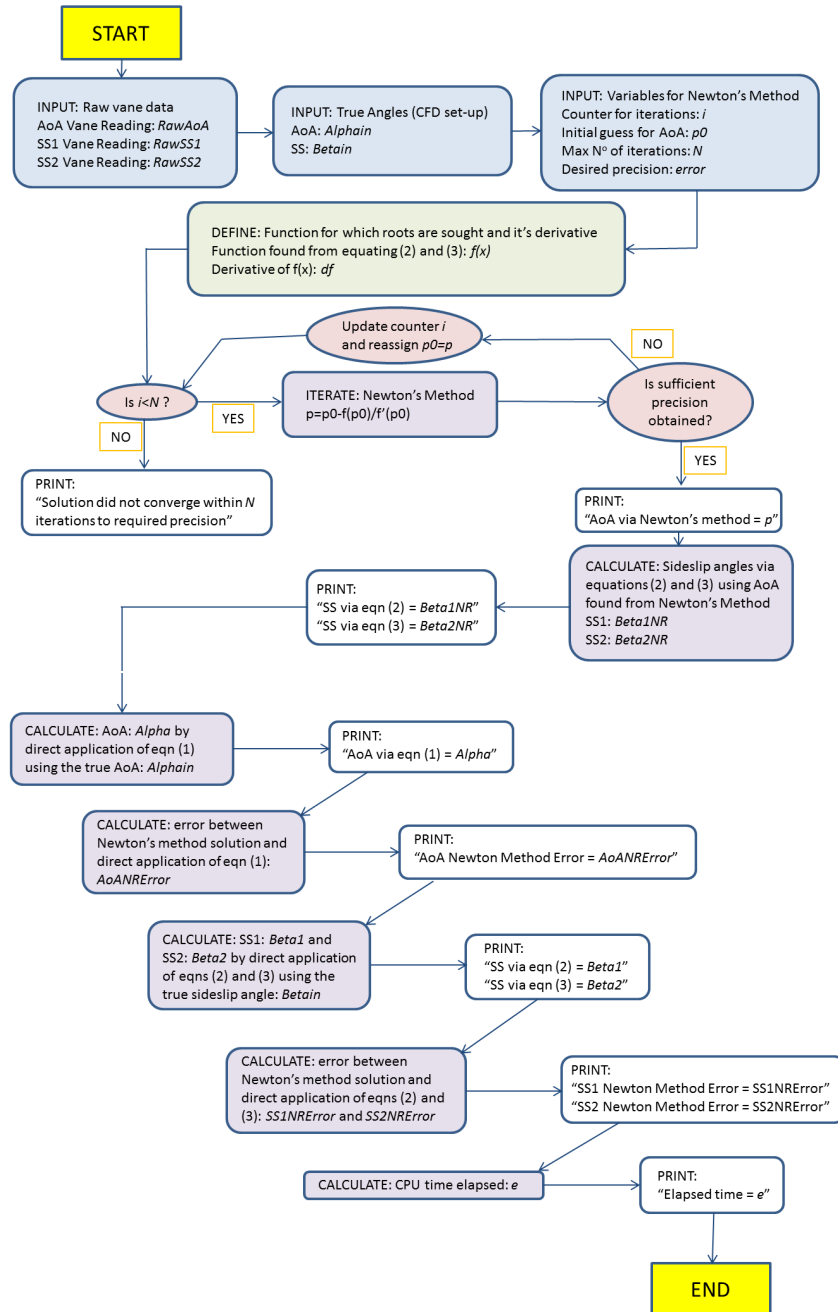 START
INPUT: Raw vane data
AoA Vane Reading: RawAoA
SS1 Vane Reading: RawSS1
SS2 Vane Reading: RawSS2
INPUT: True Angles (CFD set-up)
AoA: Alphain
SS: Betain
INPUT: Variables for Newton's Method
Counter for iterations: i
Initial guess for AoA: p0
Max Nº of iterations: N
Desired precision: error
DEFINE: Function for which roots are sought and it's derivative
Function found from equating (2) and (3): f(x)
Derivative of f(x): df
Update counter i
and reassign p0=p
NO
Is i<N ?
YES
ITERATE: Newton's Method
p=p0-f(p0)/f'(p0)
Is sufficient
precision
obtained?
NO
YES
PRINT:
"Solution did not converge within N
iterations to required precision"
PRINT:
"AoA via Newton's method = p"
CALCULATE: Sideslip angles via
equations (2) and (3) using AoA
found from Newton's Method
SS1: Beta1NR
SS2: Beta2NR
PRINT:
"SS via eqn (2) = Beta1NR"
"SS via eqn (3) = Beta2NR"
CALCULATE: AoA: Alpha by
direct application of eqn (1)
using the true AoA: Alphain
PRINT:
"AoA via eqn (1) = Alpha"
CALCULATE: error between
Newton's method solution and
direct application of eqn (1):
AoANRError
PRINT:
"AoA Newton Method Error = AoANRError"
CALCULATE: SS1: Beta1 and
SS2: Beta2 by direct application
of eqns (2) and (3) using the
true sideslip angle: Betain
PRINT:
"SS via eqn (2) = Beta1"
"SS via eqn (3) = Beta2"
CALCULATE: error between
Newton's method solution and
direct application of eqns (2) and
(3): SS1NRError and SS2NRError
PRINT:
"SS1 Newton Method Error = SS1NRError"
"SS2 Newton Method Error = SS2NRError"
CALCULATE: CPU time elapsed: e
PRINT:
"Elapsed time = e"
END